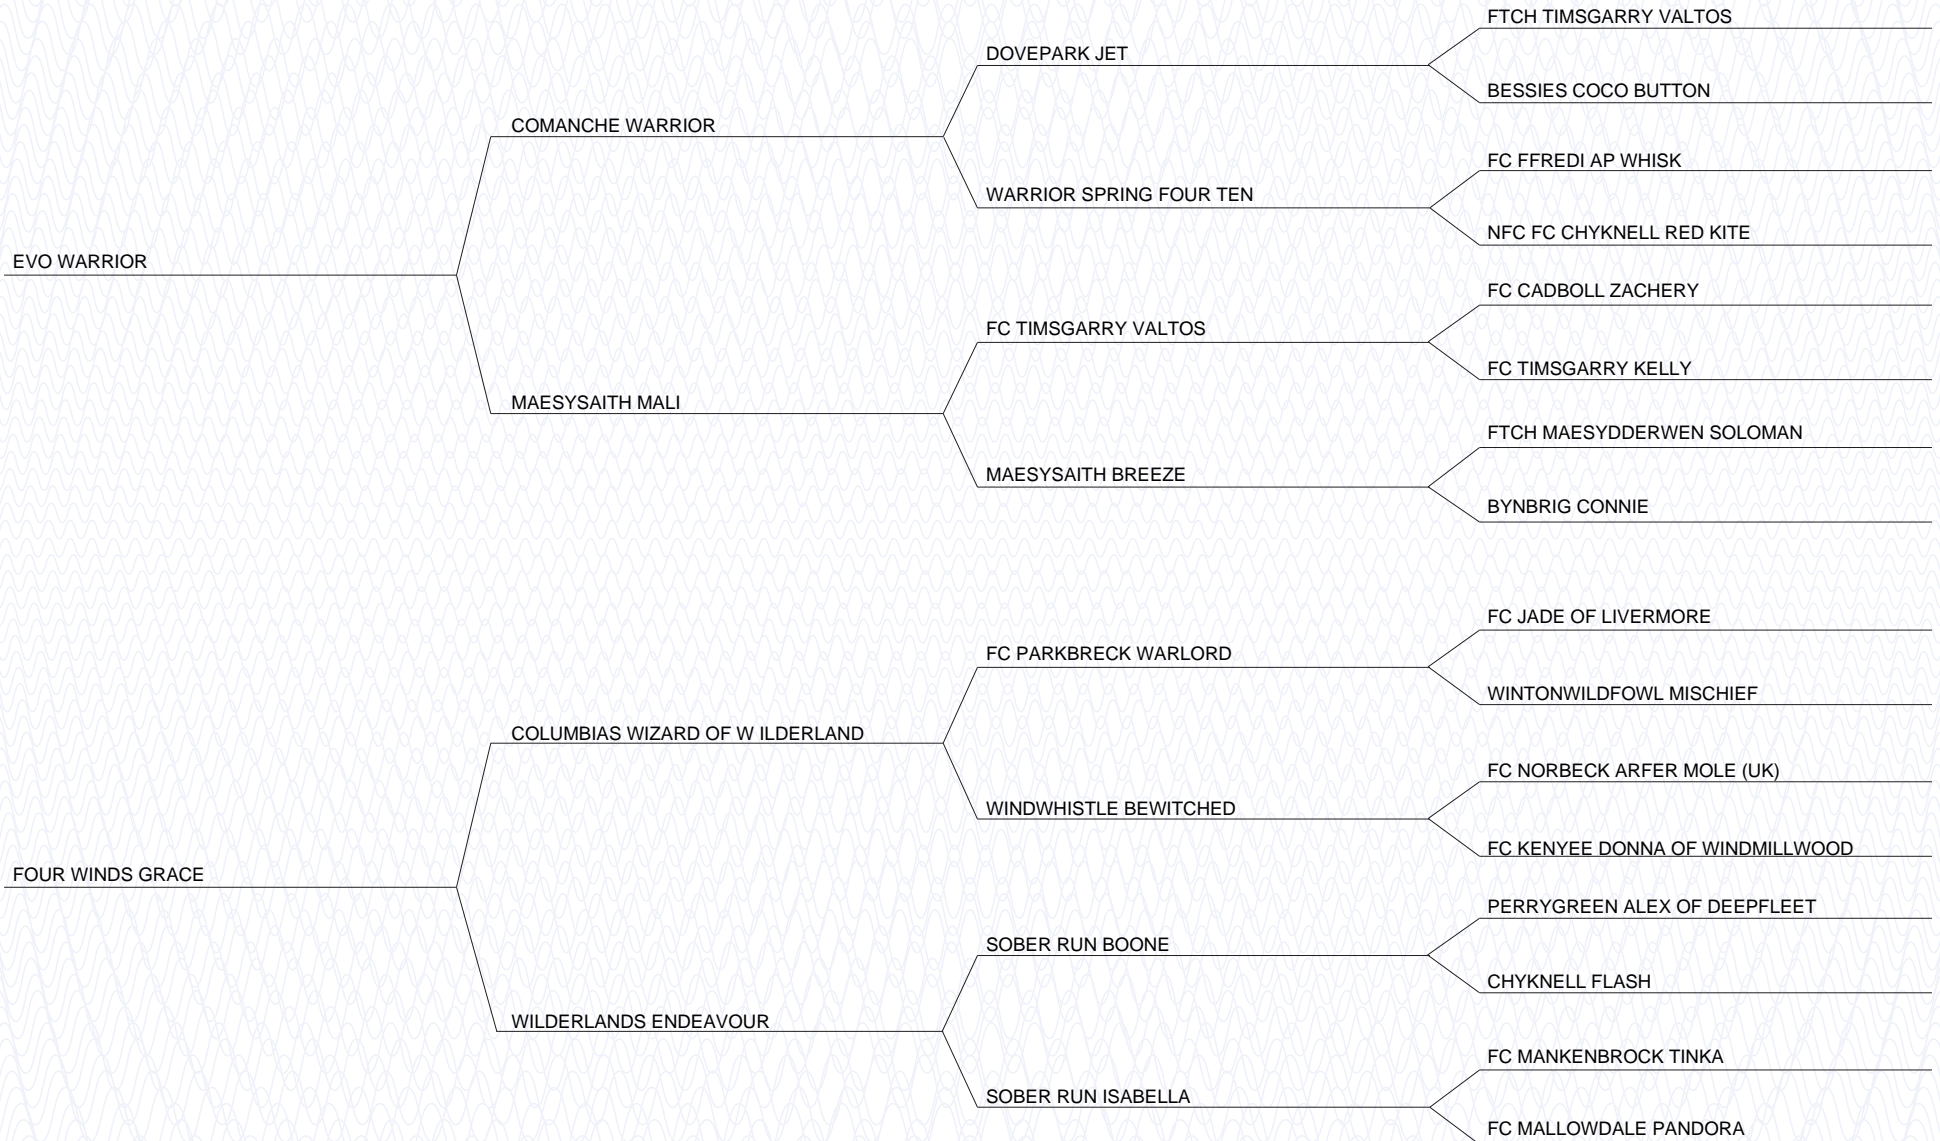 FTCH TIMSGARRY VALTOS
DOVEPARK JET
BESSIES COCO BUTTON
COMANCHE WARRIOR
FC FFREDI AP WHISK
WARRIOR SPRING FOUR TEN
NFC FC CHYKNELL RED KITE
EVO WARRIOR
FC CADBOLL ZACHERY
FC TIMSGARRY VALTOS
FC TIMSGARRY KELLY
MAESYSAITH MALI
FTCH MAESYDDERWEN SOLOMAN
MAESYSAITH BREEZE
BYNBRIG CONNIE
FC JADE OF LIVERMORE
FC PARKBRECK WARLORD
WINTONWILDFOWL MISCHIEF
COLUMBIAS WIZARD OF W ILDERLAND
FC NORBECK ARFER MOLE (UK)
WINDWHISTLE BEWITCHED
FC KENYEE DONNA OF WINDMILLWOOD
FOUR WINDS GRACE
PERRYGREEN ALEX OF DEEPFLEET
SOBER RUN BOONE
CHYKNELL FLASH
WILDERLANDS ENDEAVOUR
FC MANKENBROCK TINKA
SOBER RUN ISABELLA
FC MALLOWDALE PANDORA